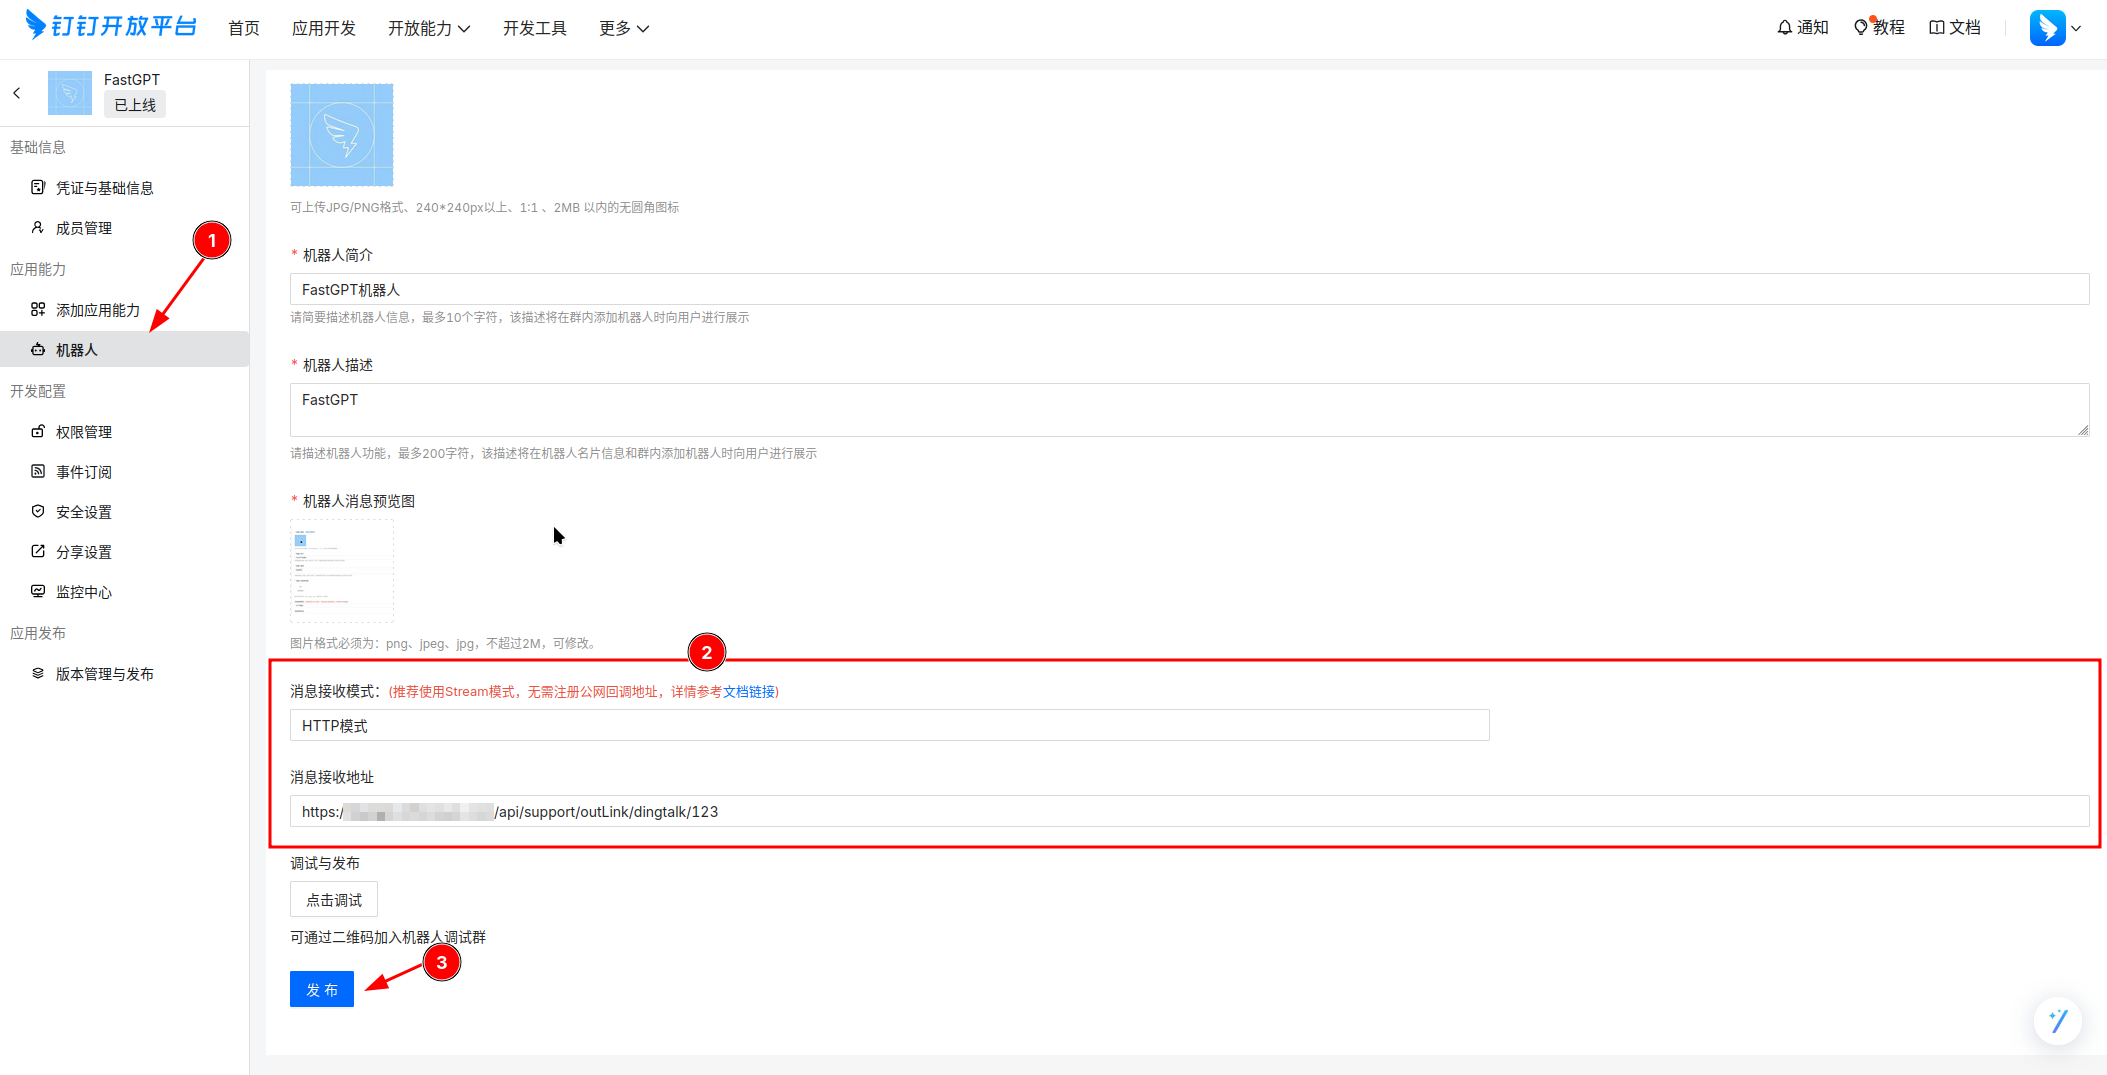 钉钉开放平台
首页
应用开发
开放能力
开发工具
更多
通知
教程
文档
FastGPT
已上线
基础信息
凭证与基础信息
成员管理
1
应用能力
添加应用能力
机器人
开发配置
权限管理
事件订阅
安全设置
分享设置
监控中心
应用发布
版本管理与发布
可上传JPG/PNG格式、240*240px以上、1:1 、2MB 以内的无圆角图标
* 机器人简介
FastGPT机器人
请简要描述机器人信息，最多10个字符，该描述将在群内添加机器人时向用户进行展示
* 机器人描述
FastGPT
请描述机器人功能，最多200字符，该描述将在机器人名片信息和群内添加机器人时向用户进行展示
* 机器人消息预览图
图片格式必须为：png、jpeg、jpg，不超过2M，可修改。
2
消息接收模式：(推荐使用Stream模式，无需注册公网回调地址，详情参考文档链接)
HTTP模式
消息接收地址
https:/ /api/support/outLink/dingtalk/123
调试与发布
点击调试
可通过二维码加入机器人调试群
3
发 布